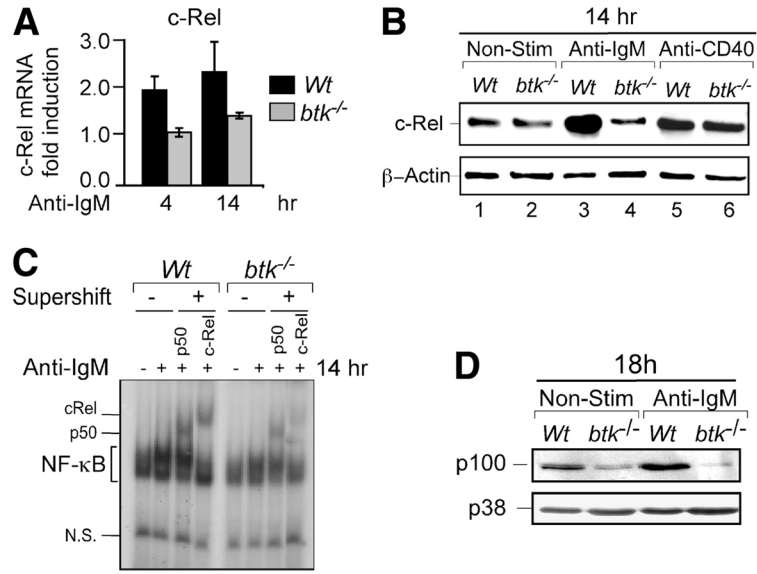 A
c-Rel
c-Rel mRNA
fold induction
3.0
2.0
1.0
0.0
Wt
btk-/-
Anti-IgM 4 14 hr
B
14 hr
Non-Stim Anti-IgM Anti-CD40
Wt btk-/- Wt btk-/- Wt btk-/-
c-Rel
β-Actin
1 2 3 4 5 6
C
Wt btk-/-
Supershift - + - +
p50 c-Rel p50 c-Rel
Anti-IgM - + + + - + + + 14 hr
cRel
p50
NF-κB
N.S.
D
18h
Non-Stim Anti-IgM
Wt btk-/- Wt btk-/-
p100
p38